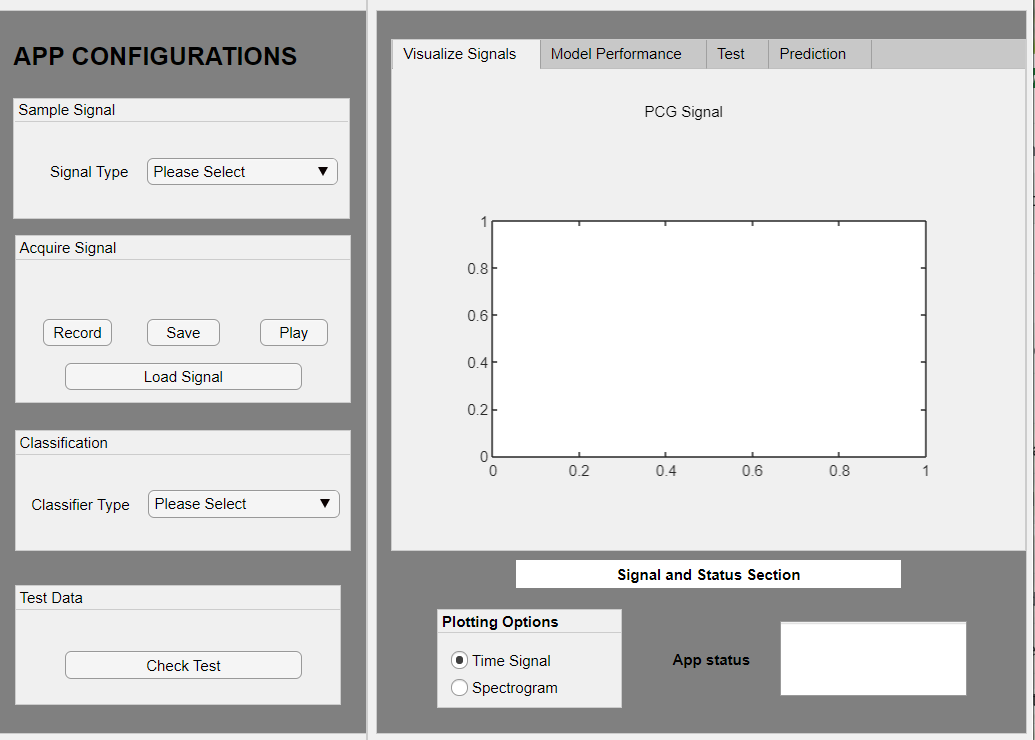 APP CONFIGURATIONS
Sample Signal
Signal Type Please Select
Acquire Signal
Record Save Play
Load Signal
Classification
Classifier Type Please Select
Test Data
Check Test
Visualize Signals Model Performance Test Prediction
PCG Signal
1
0.8
0.6
0.4
0.2
0
0 0.2 0.4 0.6 0.8 1
Signal and Status Section
Plotting Options
Time Signal
Spectrogram
App status